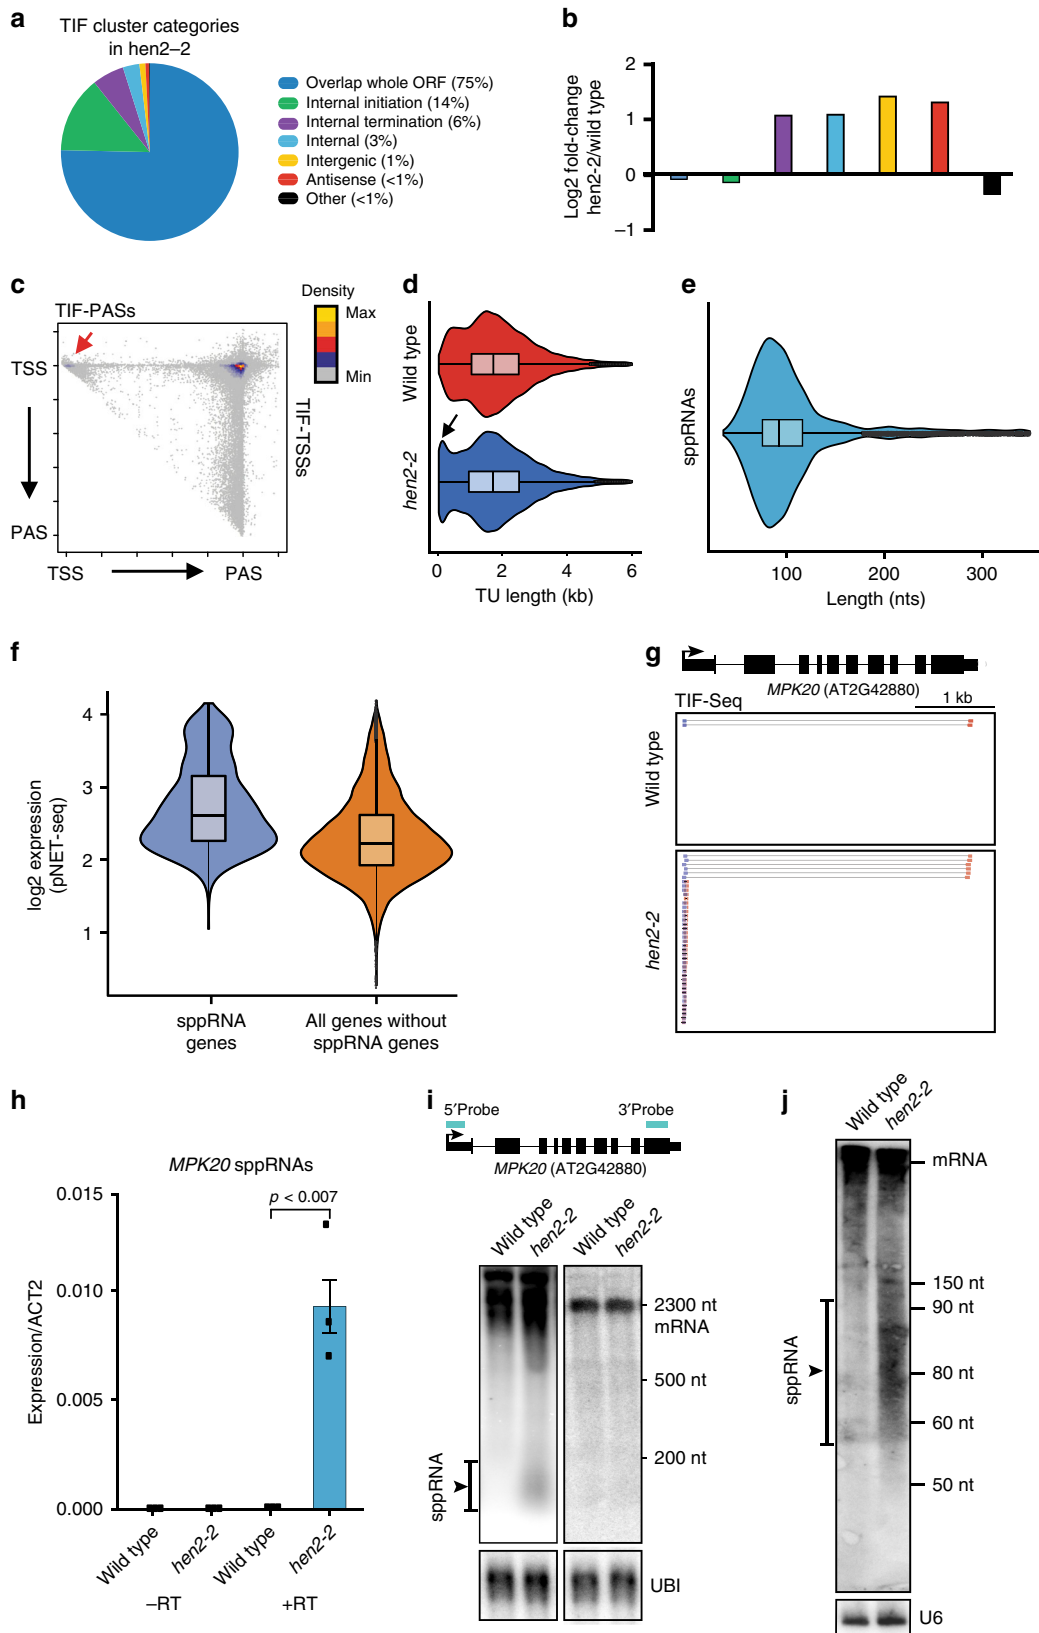 a
TIF cluster categories
in hen2–2
Overlap whole ORF (75%)
Internal initiation (14%)
Internal termination (6%)
Internal (3%)
Intergenic (1%)
Antisense (<1%)
Other (<1%)
b
Log2 fold-change
hen2-2/wild type
2
1
0
–1
c
TIF-PASs
Density
Max
Min
TSS
PAS
TIF-TSSs
TSS
PAS
d
Wild type
hen2-2
0
2
4
6
TU length (kb)
e
sppRNAs
100
200
300
Length (nts)
f
log2 expression
(pNET-seq)
4
3
2
1
sppRNA
genes
All genes without
sppRNA genes
g
MPK20 (AT2G42880)
TIF-Seq
1 kb
Wild type
hen2-2
h
MPK20 sppRNAs
p < 0.007
Expression/ACT2
0.015
0.010
0.005
0.000
Wild type
hen2-2
Wild type
hen2-2
–RT
+RT
i
5′Probe
3′Probe
MPK20 (AT2G42880)
Wild type
hen2-2
Wild type
hen2-2
2300 nt
mRNA
500 nt
200 nt
sppRNA
UBI
j
Wild type
hen2-2
mRNA
150 nt
90 nt
80 nt
60 nt
50 nt
sppRNA
U6